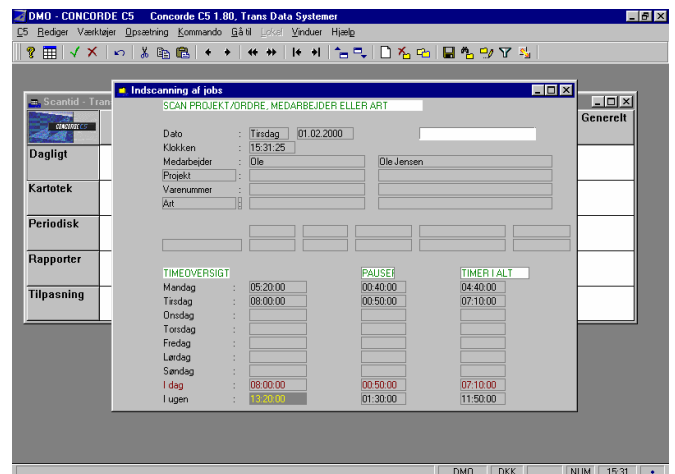 DMO - CONCORDE C5 Concorde C5 1.80, Trans Data Systemer
C5 Rediger Værktøjer Opsætning Kommando Gå til Lokal Vinduer Hjælp
Scantid - Tran
CONCORDE C5
Generelt
Dagligt
Kartotek
Periodisk
Rapporter
Tilpasning
Indscanning af jobs
SCAN PROJEKT/ORDRE, MEDARBEJDER ELLER ART
Dato : Tirsdag 01.02.2000
Klokken : 15:31:25
Medarbejder : Ole Ole Jensen
Projekt :
Varenummer :
Art :
TIMEOVERSIGT PAUSER TIMER I ALT
Mandag : 05:20:00 00:40:00 04:40:00
Tirsdag : 08:00:00 00:50:00 07:10:00
Onsdag :
Torsdag :
Fredag :
Lørdag :
Søndag :
I dag : 08:00:00 00:50:00 07:10:00
I ugen : 13:20:00 01:30:00 11:50:00
DMO DKK NUM 15:31